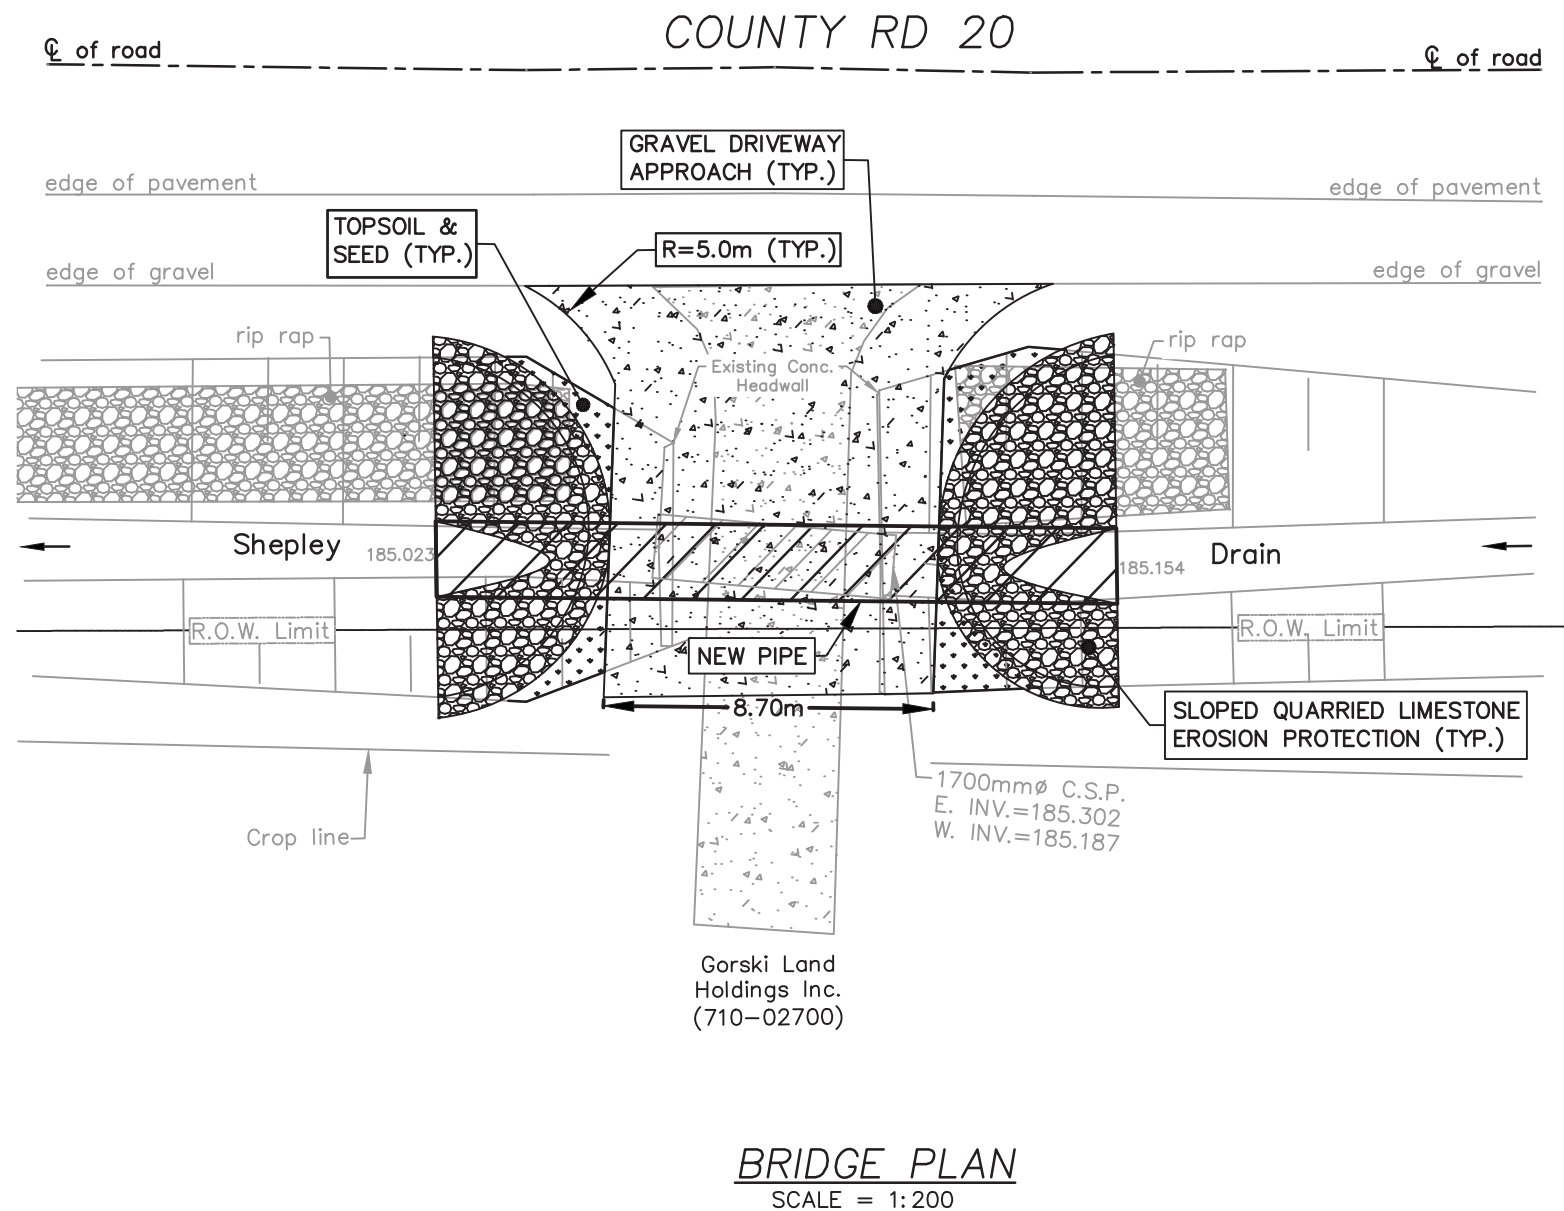 COUNTY RD 20
℄ of road
℄ of road
GRAVEL DRIVEWAY
APPROACH (TYP.)
edge of pavement
edge of pavement
TOPSOIL &
SEED (TYP.)
R=5.0m (TYP.)
edge of gravel
edge of gravel
rip rap
rip rap
Existing Conc.
Headwall
Shepley
185.023
185.154
Drain
R.O.W. Limit
R.O.W. Limit
NEW PIPE
8.70m
SLOPED QUARRIED LIMESTONE
EROSION PROTECTION (TYP.)
1700mmø C.S.P.
E. INV.=185.302
W. INV.=185.187
Crop line
Gorski Land
Holdings Inc.
(710-02700)
BRIDGE PLAN
SCALE = 1:200